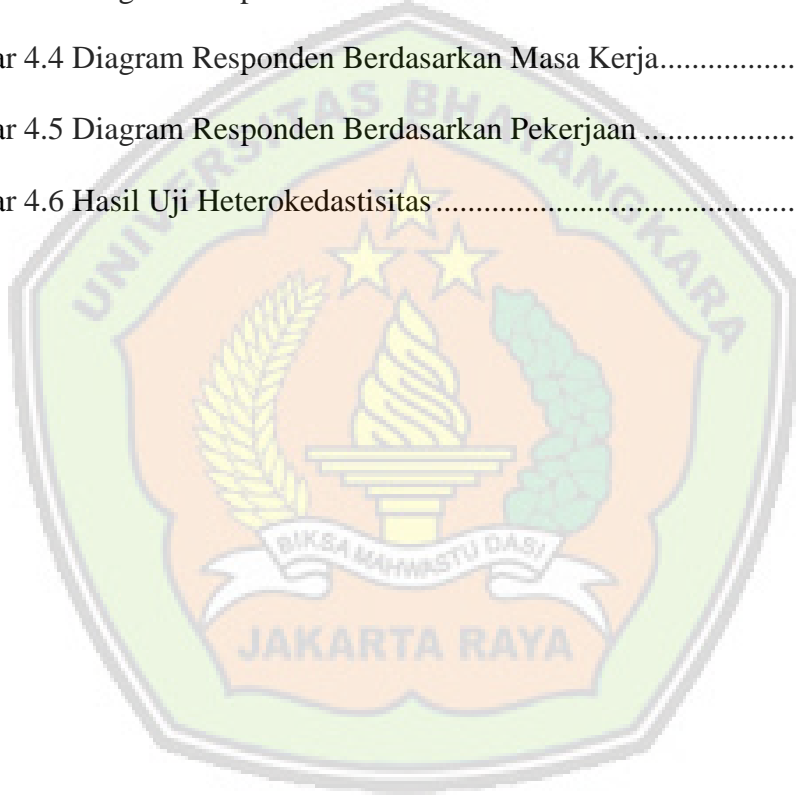 ar 4.4 Diagram Responden Berdasarkan Masa Kerja.................
ar 4.5 Diagram Responden Berdasarkan Pekerjaan ...................
ar 4.6 Hasil Uji Heterokedastisitas.............................................
UNIVERSITAS BHAYANGKARA
BIKSA MAHWASTU DASI
JAKARTA RAYA